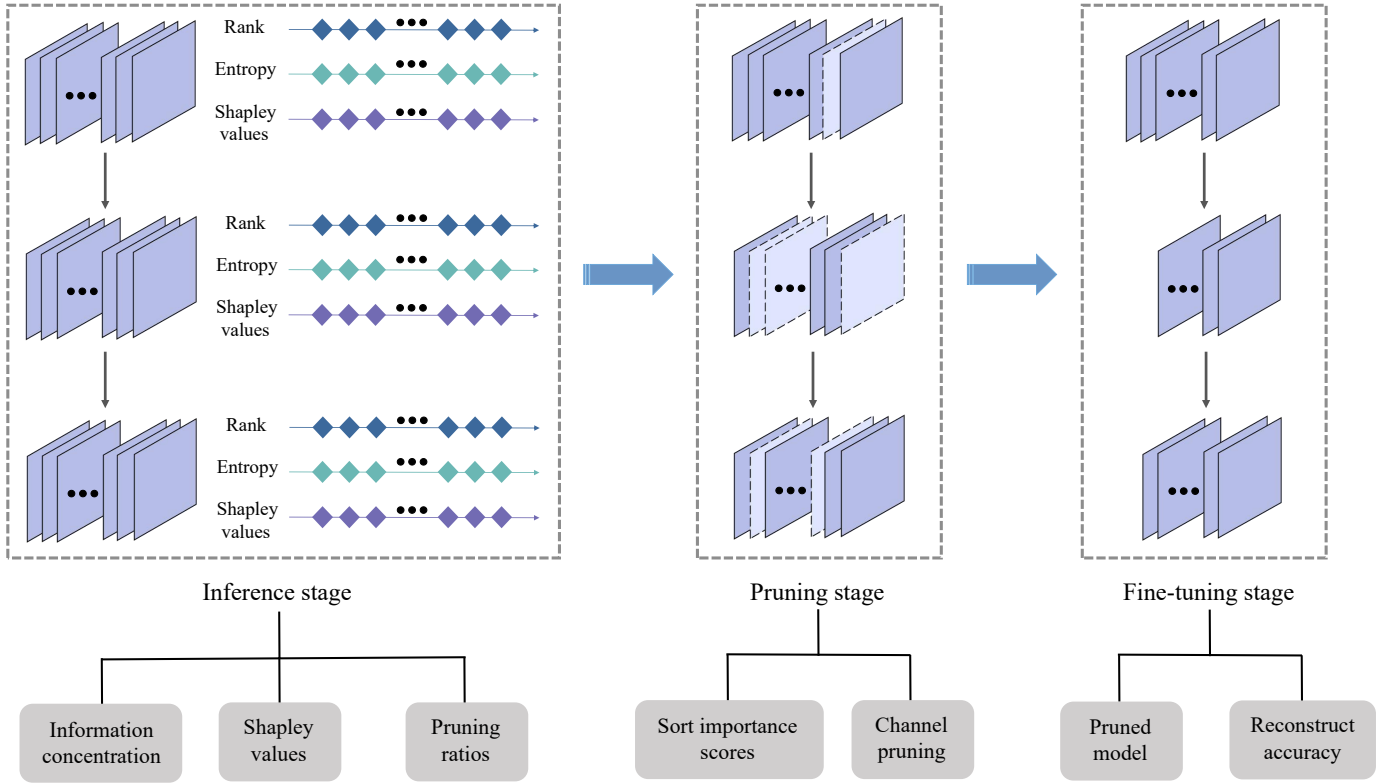 Rank
Entropy
Shapley
values
Rank
Entropy
Shapley
values
Rank
Entropy
Shapley
values
Inference stage
Pruning stage
Fine-tuning stage
Information
concentration
Shapley
values
Pruning
ratios
Sort importance
scores
Channel
pruning
Pruned
model
Reconstruct
accuracy